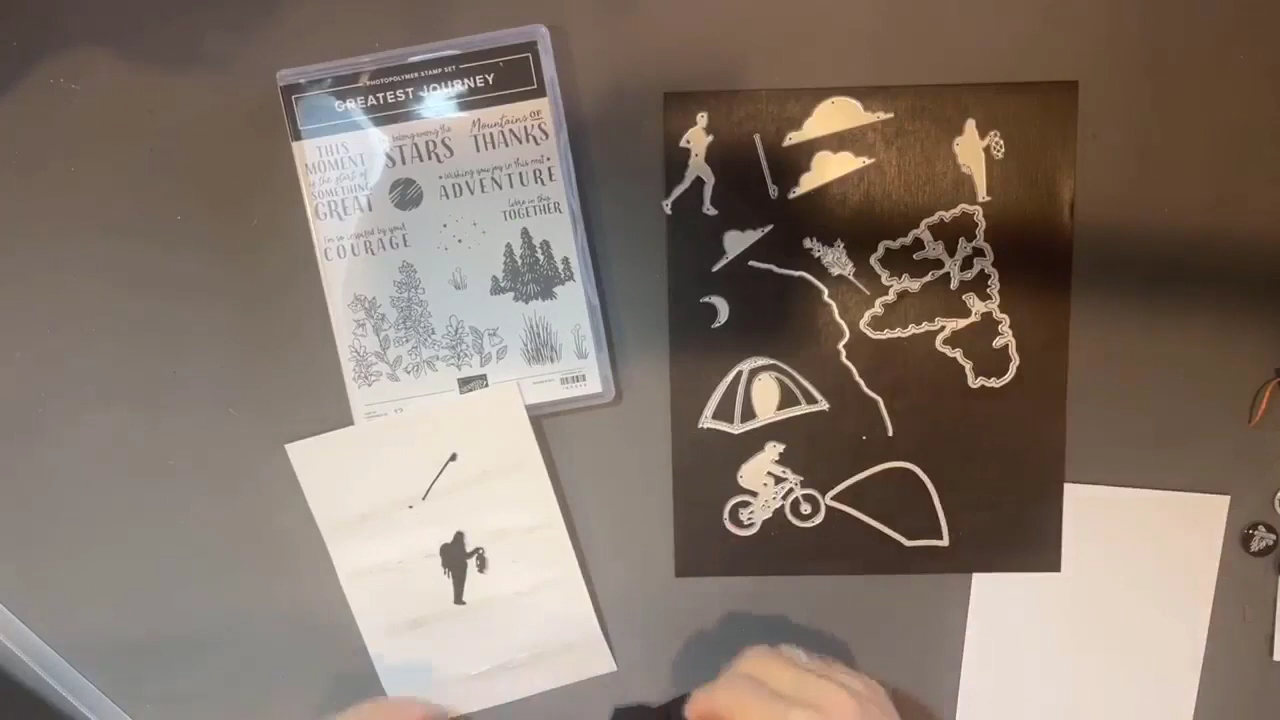 PHOTOPOLYMER STAMP SET
GREATEST JOURNEY
THIS
MOMENT
is the start of
SOMETHING
GREAT
belong among the
STARS
Mountains OF
THANKS
wishing you joy in this next
ADVENTURE
We're in this
TOGETHER
I'm so inspired by your
COURAGE